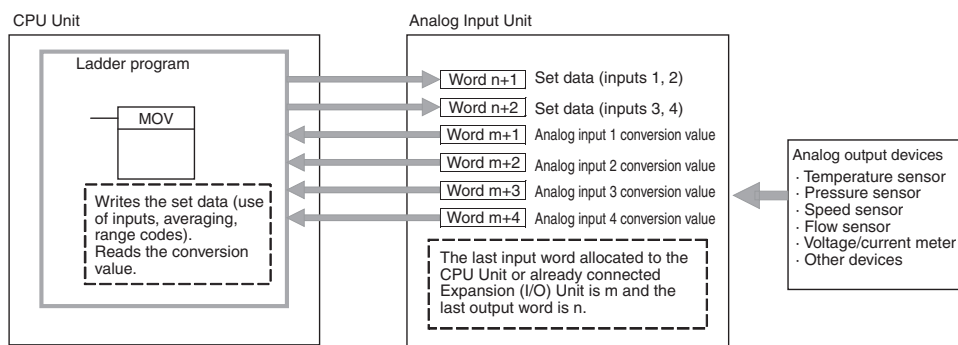 CPU Unit
Ladder program
MOV
Writes the set data (use
of inputs, averaging,
range codes).
Reads the conversion
value.
Analog Input Unit
Word n+1 Set data (inputs 1, 2)
Word n+2 Set data (inputs 3, 4)
Word m+1 Analog input 1 conversion value
Word m+2 Analog input 2 conversion value
Word m+3 Analog input 3 conversion value
Word m+4 Analog input 4 conversion value
The last input word allocated to the
CPU Unit or already connected
Expansion (I/O) Unit is m and the
last output word is n.
Analog output devices
· Temperature sensor
· Pressure sensor
· Speed sensor
· Flow sensor
· Voltage/current meter
· Other devices